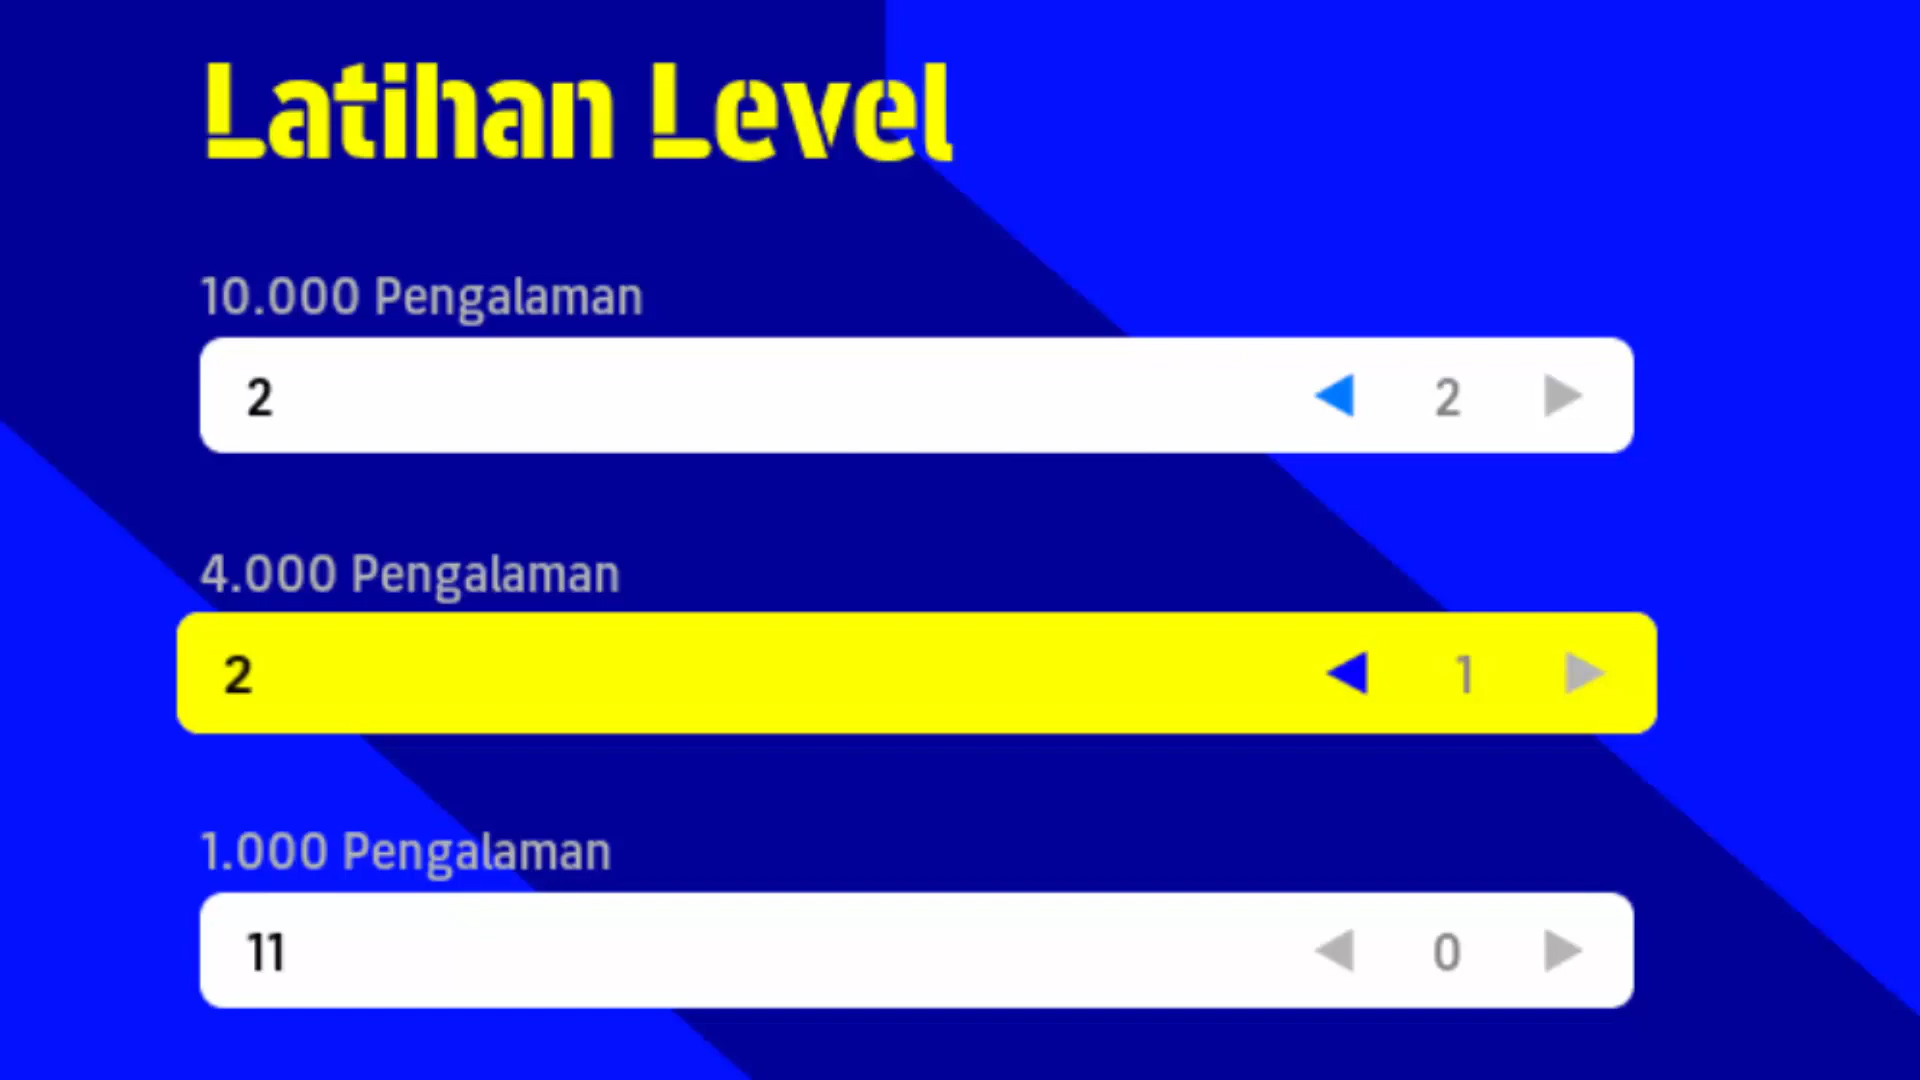 Latihan Level
10.000 Pengalaman
2 2
4.000 Pengalaman
2 1
1.000 Pengalaman
11 0